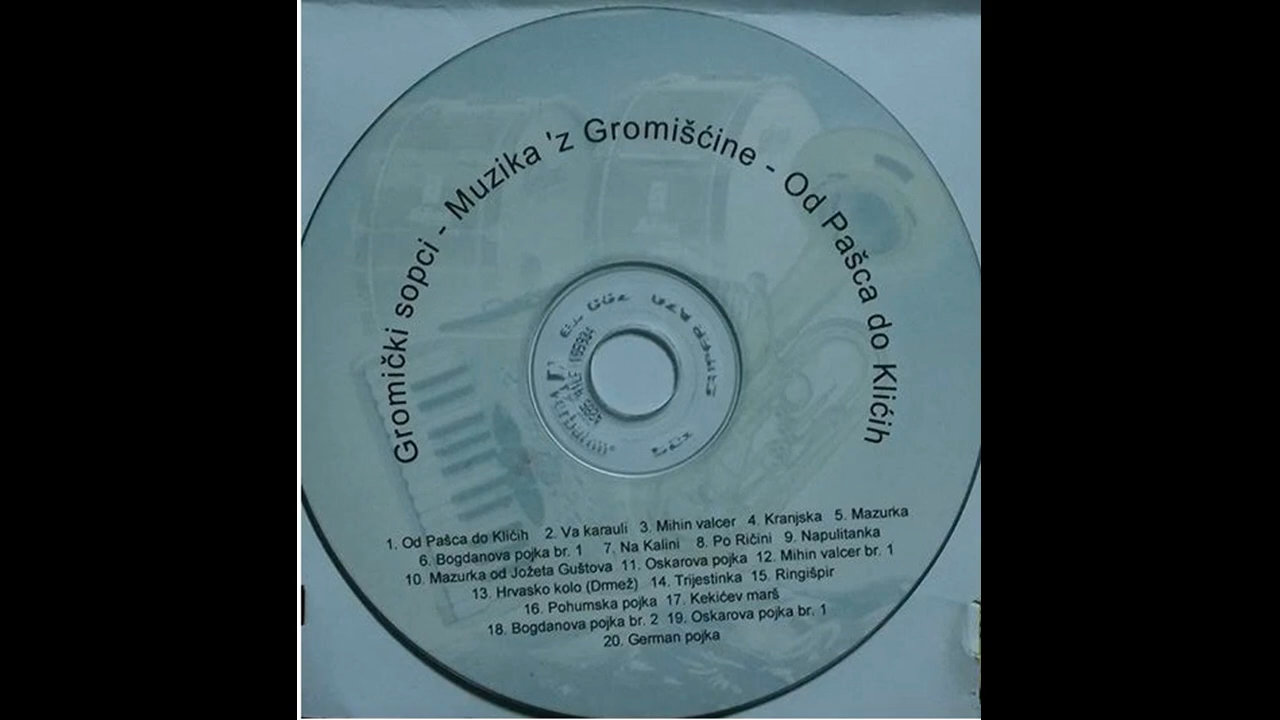 Gromički sopci - Muzika 'z Gromišćine - Od Pašca do Klićih
1. Od Pašca do Klićih 2. Va karauli 3. Mihin valcer 4. Kranjska 5. Mazurka
6. Bogdanova pojka br. 1 7. Na Kalini 8. Po Ričini 9. Napulitanka
10. Mazurka od Jožeta Guštova 11. Oskarova pojka 12. Mihin valcer br. 1
13. Hrvasko kolo (Drmež) 14. Trijestinka 15. Ringišpir
16. Pohumska pojka 17. Kekićev marš
18. Bogdanova pojka br. 2 19. Oskarova pojka br. 1
20. German pojka